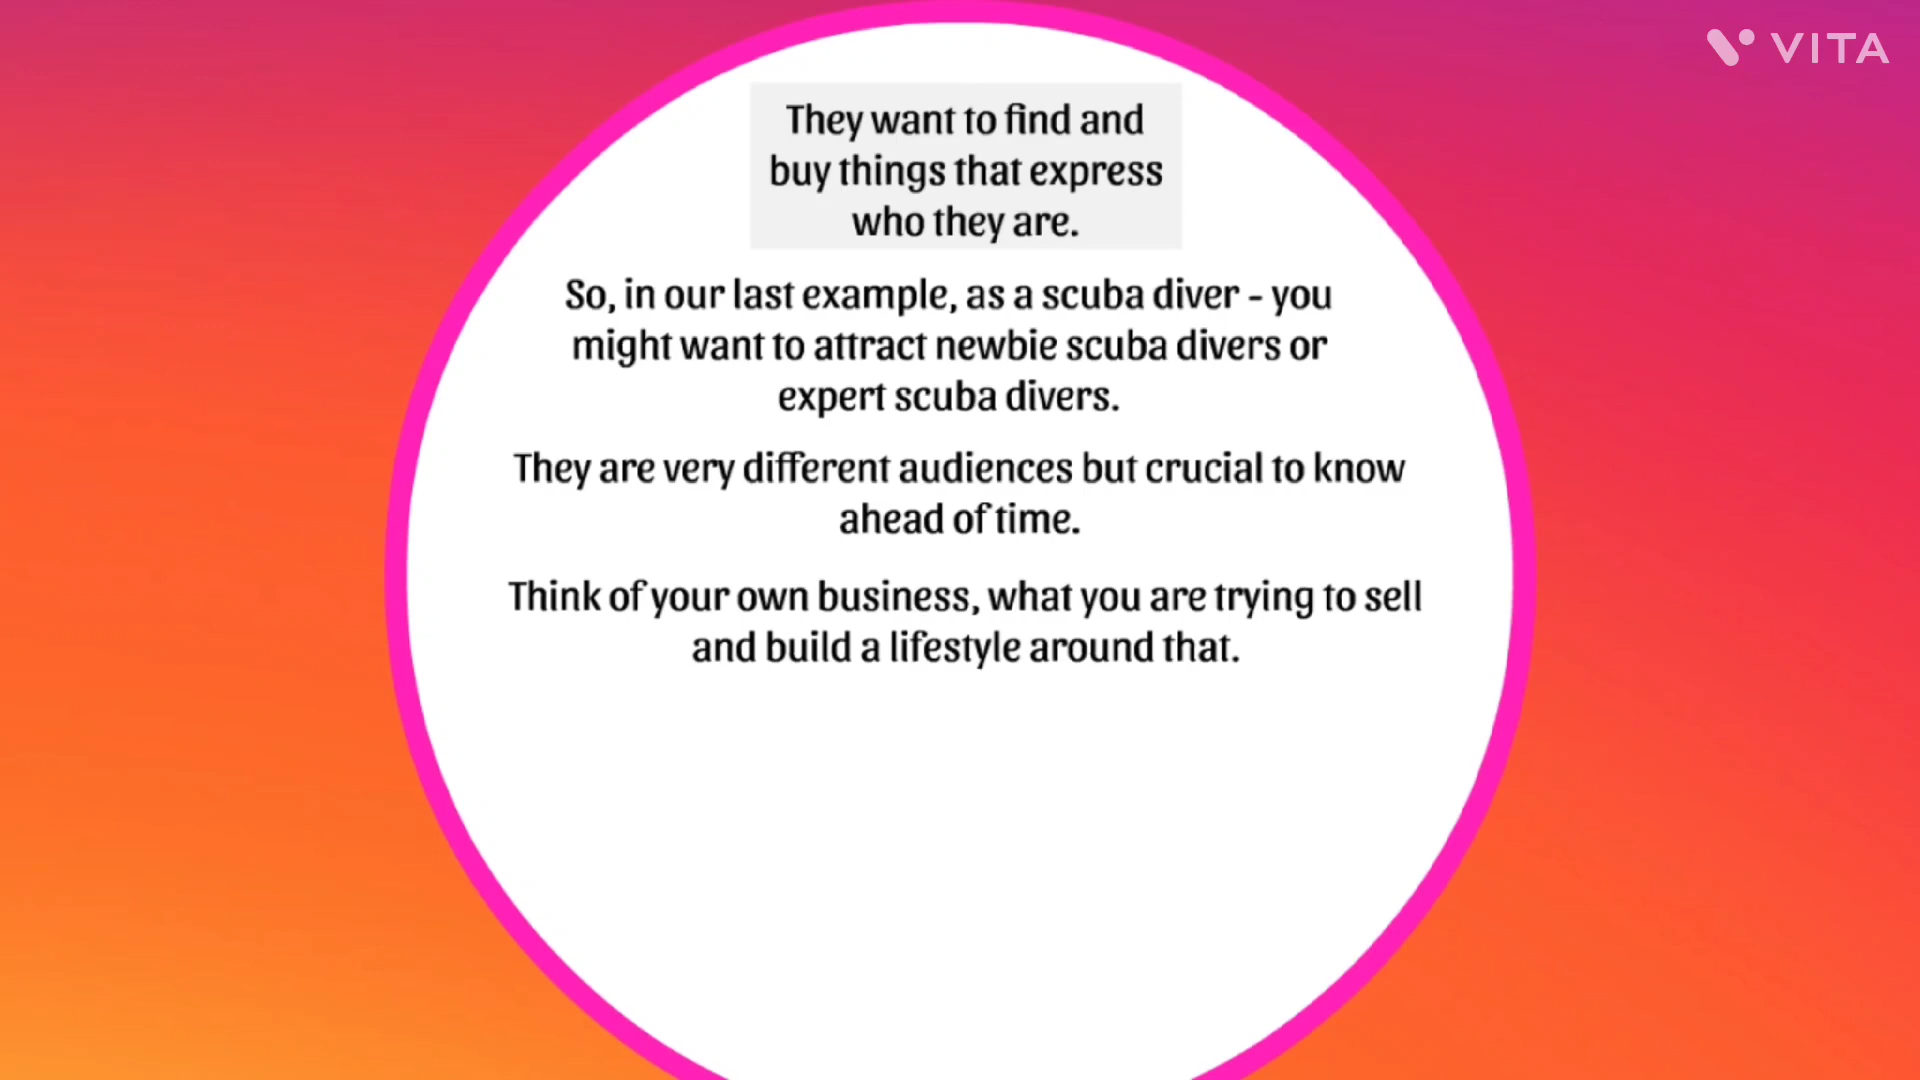 VITA
They want to find and
buy things that express
who they are.
So, in our last example, as a scuba diver - you
might want to attract newbie scuba divers or
expert scuba divers.
They are very different audiences but crucial to know
ahead of time.
Think of your own business, what you are trying to sell
and build a lifestyle around that.